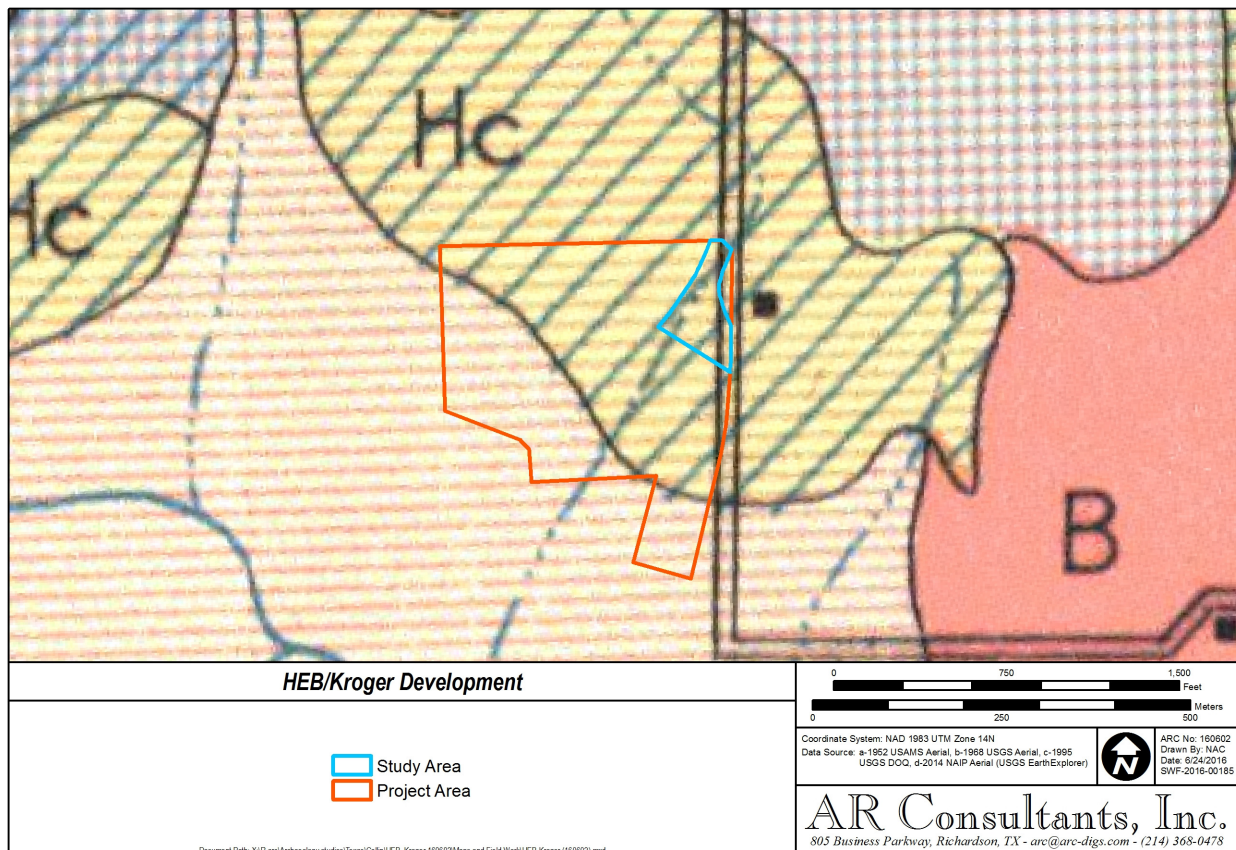 Hc
Hc
B
HEB/Kroger Development
Study Area
Project Area
0 750 1,500
Feet
Meters
0 250 500
Coordinate System: NAD 1983 UTM Zone 14N
Data Source: a-1952 USAMS Aerial, b-1968 USGS Aerial, c-1995
USGS DOQ, d-2014 NAIP Aerial (USGS EarthExplorer)
N
ARC No: 160602
Drawn By: NAC
Date: 6/24/2016
SWF-2016-00185
AR Consultants, Inc.
805 Business Parkway, Richardson, TX - arc@arc-digs.com - (214) 368-0478